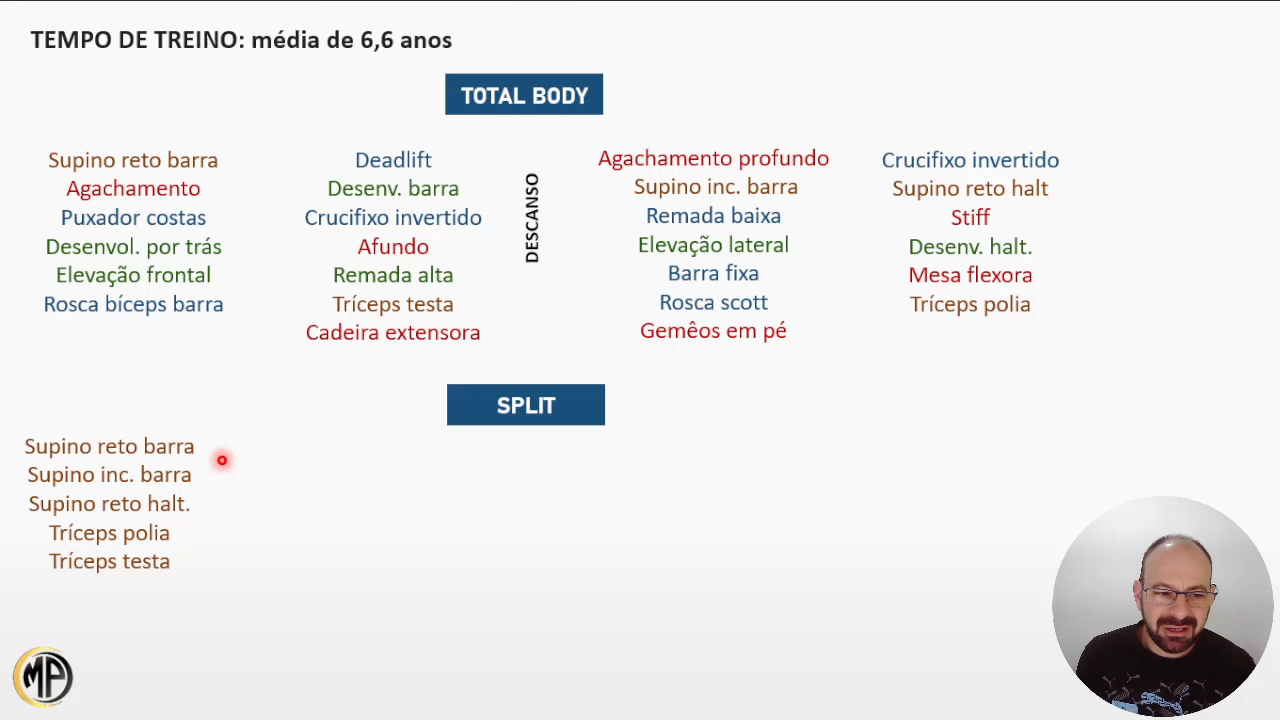 TEMPO DE TREINO: média de 6,6 anos
TOTAL BODY
Supino reto barra
Agachamento
Puxador costas
Desenvol. por trás
Elevação frontal
Rosca bíceps barra
Deadlift
Desenv. barra
Crucifixo invertido
Afundo
Remada alta
Tríceps testa
Cadeira extensora
DESCANSO
Agachamento profundo
Supino inc. barra
Remada baixa
Elevação lateral
Barra fixa
Rosca scott
Gemêos em pé
Crucifixo invertido
Supino reto halt
Stiff
Desenv. halt.
Mesa flexora
Tríceps polia
SPLIT
Supino reto barra
Supino inc. barra
Supino reto halt.
Tríceps polia
Tríceps testa
MP